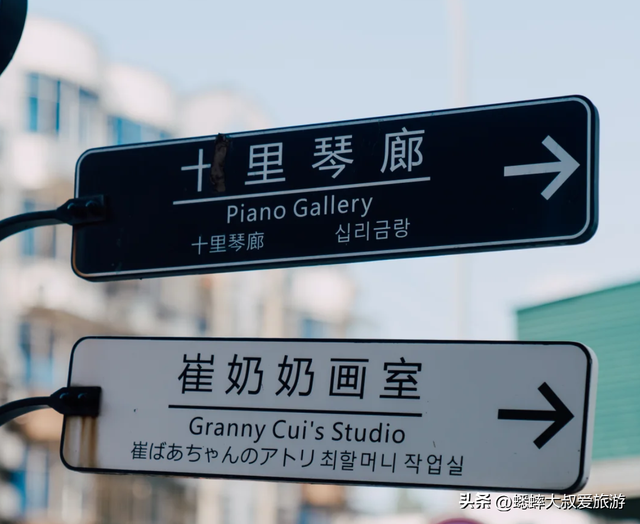 十里琴廊
Piano Gallery
十里琴廊 십리금랑
崔奶奶画室
Granny Cui's Studio
崔ばあちゃんのアトリ 최할머니 작업실
头条 @蟋蟀大叔爱旅游